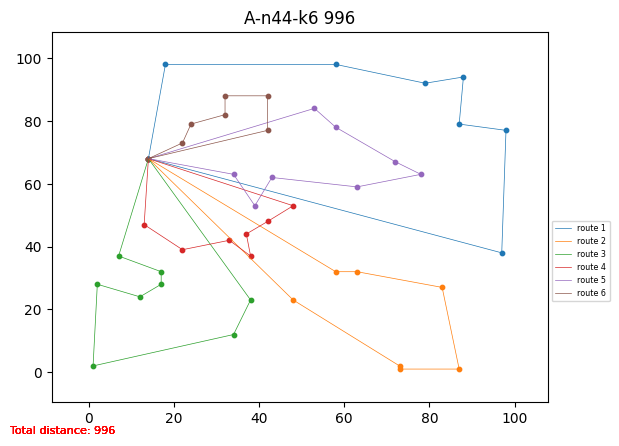 A-n44-k6 996
100
80
60
40
20
0
0 20 40 60 80 100
route 1
route 2
route 3
route 4
route 5
route 6
Total distance: 996